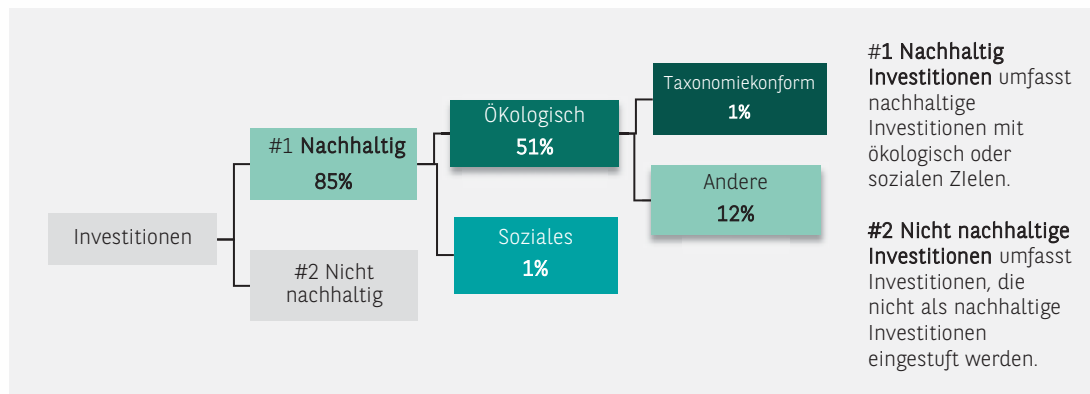 Investitionen
#1 Nachhaltig
85%
#2 Nicht
nachhaltig
ÖKologisch
51%
Soziales
1%
Taxonomiekonform
1%
Andere
12%
#1 Nachhaltig
Investitionen umfasst
nachhaltige
Investitionen mit
ökologisch oder
sozialen ZIelen.
#2 Nicht nachhaltige
Investitionen umfasst
Investitionen, die
nicht als nachhaltige
Investitionen
eingestuft werden.